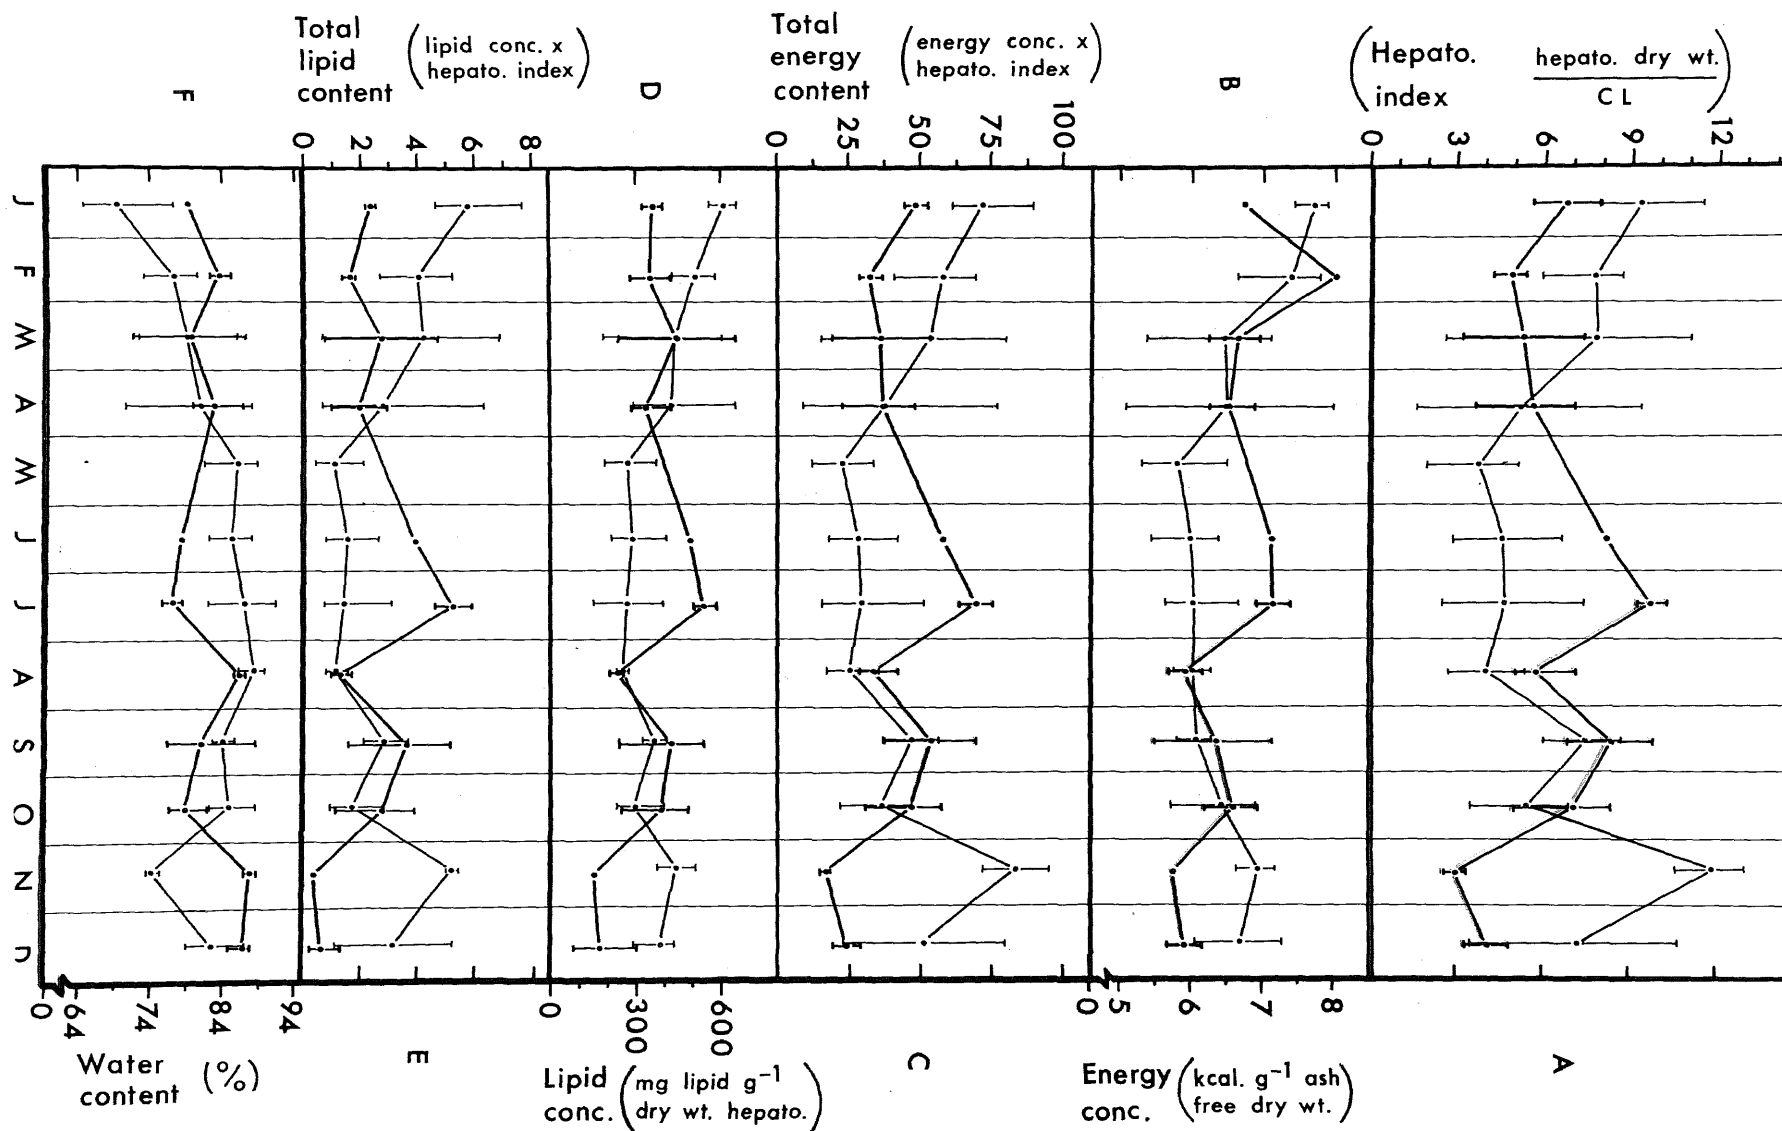 Total
lipid
content
(lipid conc. x
hepato. index)
Total
energy
content
(energy conc. x
hepato. index)
Hepato.
index
(hepato. dry wt.
CL)
F
D
B
0 2 4 6 8
0 25 50 75 100
0 3 6 9 12
J
F
M
A
M
J
J
A
S
O
N
D
0 64 74 84 94
0 300 600
0 5 6 7 8
E
C
A
Water
content
(%)
Lipid
conc.
(mg lipid g⁻¹
dry wt. hepato.)
Energy
conc.
(kcal. g⁻¹ ash
free dry wt.)